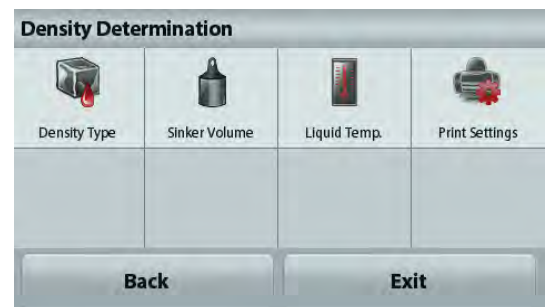 Density Determination
Density Type
Sinker Volume
Liquid Temp.
Print Settings
Back
Exit